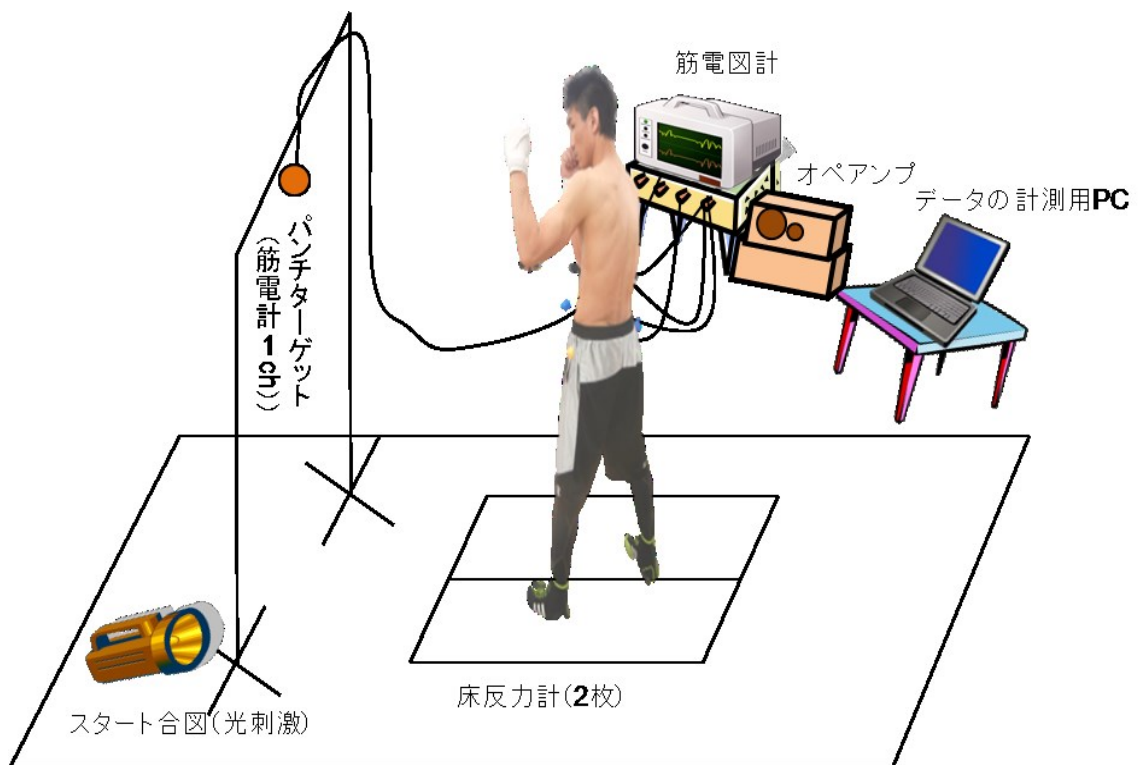 筋電図計
オペアンプ
データの計測用PC
パンチターゲット
(筋電計1ch))
床反力計(2枚)
スタート合図(光刺激)